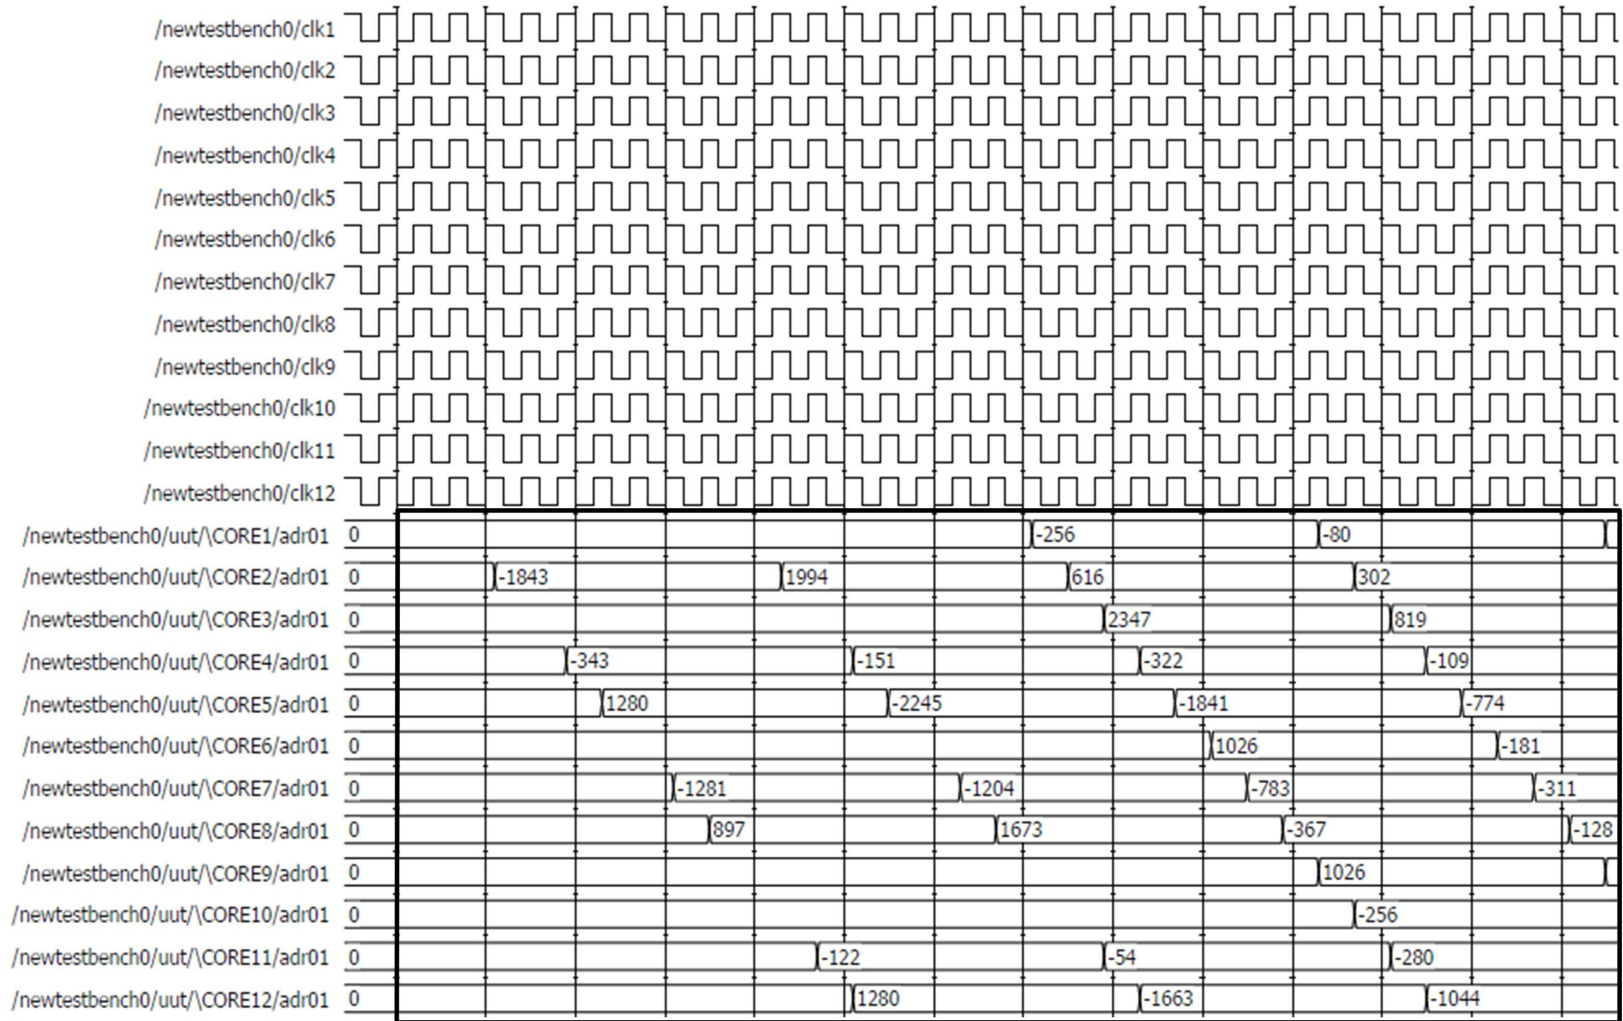 /newtestbench0/clk1
/newtestbench0/clk2
/newtestbench0/clk3
/newtestbench0/clk4
/newtestbench0/clk5
/newtestbench0/clk6
/newtestbench0/clk7
/newtestbench0/clk8
/newtestbench0/clk9
/newtestbench0/clk10
/newtestbench0/clk11
/newtestbench0/clk12
/newtestbench0/uut/\CORE1/adr01 0 -256 -80
/newtestbench0/uut/\CORE2/adr01 0 -1843 1994 616 302
/newtestbench0/uut/\CORE3/adr01 0 2347 819
/newtestbench0/uut/\CORE4/adr01 0 -343 -151 -322 -109
/newtestbench0/uut/\CORE5/adr01 0 1280 -2245 -1841 -774
/newtestbench0/uut/\CORE6/adr01 0 1026 -181
/newtestbench0/uut/\CORE7/adr01 0 -1281 -1204 -783 -311
/newtestbench0/uut/\CORE8/adr01 0 897 1673 -367 -128
/newtestbench0/uut/\CORE9/adr01 0 1026
/newtestbench0/uut/\CORE10/adr01 0 -256
/newtestbench0/uut/\CORE11/adr01 0 -122 -54 -280
/newtestbench0/uut/\CORE12/adr01 0 1280 -1663 -1044